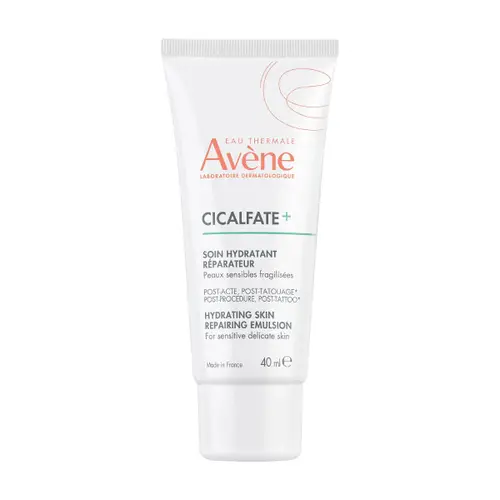 EAU THERMALE
Avène
LABORATOIRE DERMATOLOGIQUE
CICALFATE+
SOIN HYDRATANT
RÉPARATEUR
Peaux sensibles fragilisées
POST-ACTE, POST-TATOUAGE*
POST-PROCÉDURE, POST-TATTOO*
HYDRATING SKIN
REPAIRING EMULSION
For sensitive delicate skin
Made in France
40 ml ℮